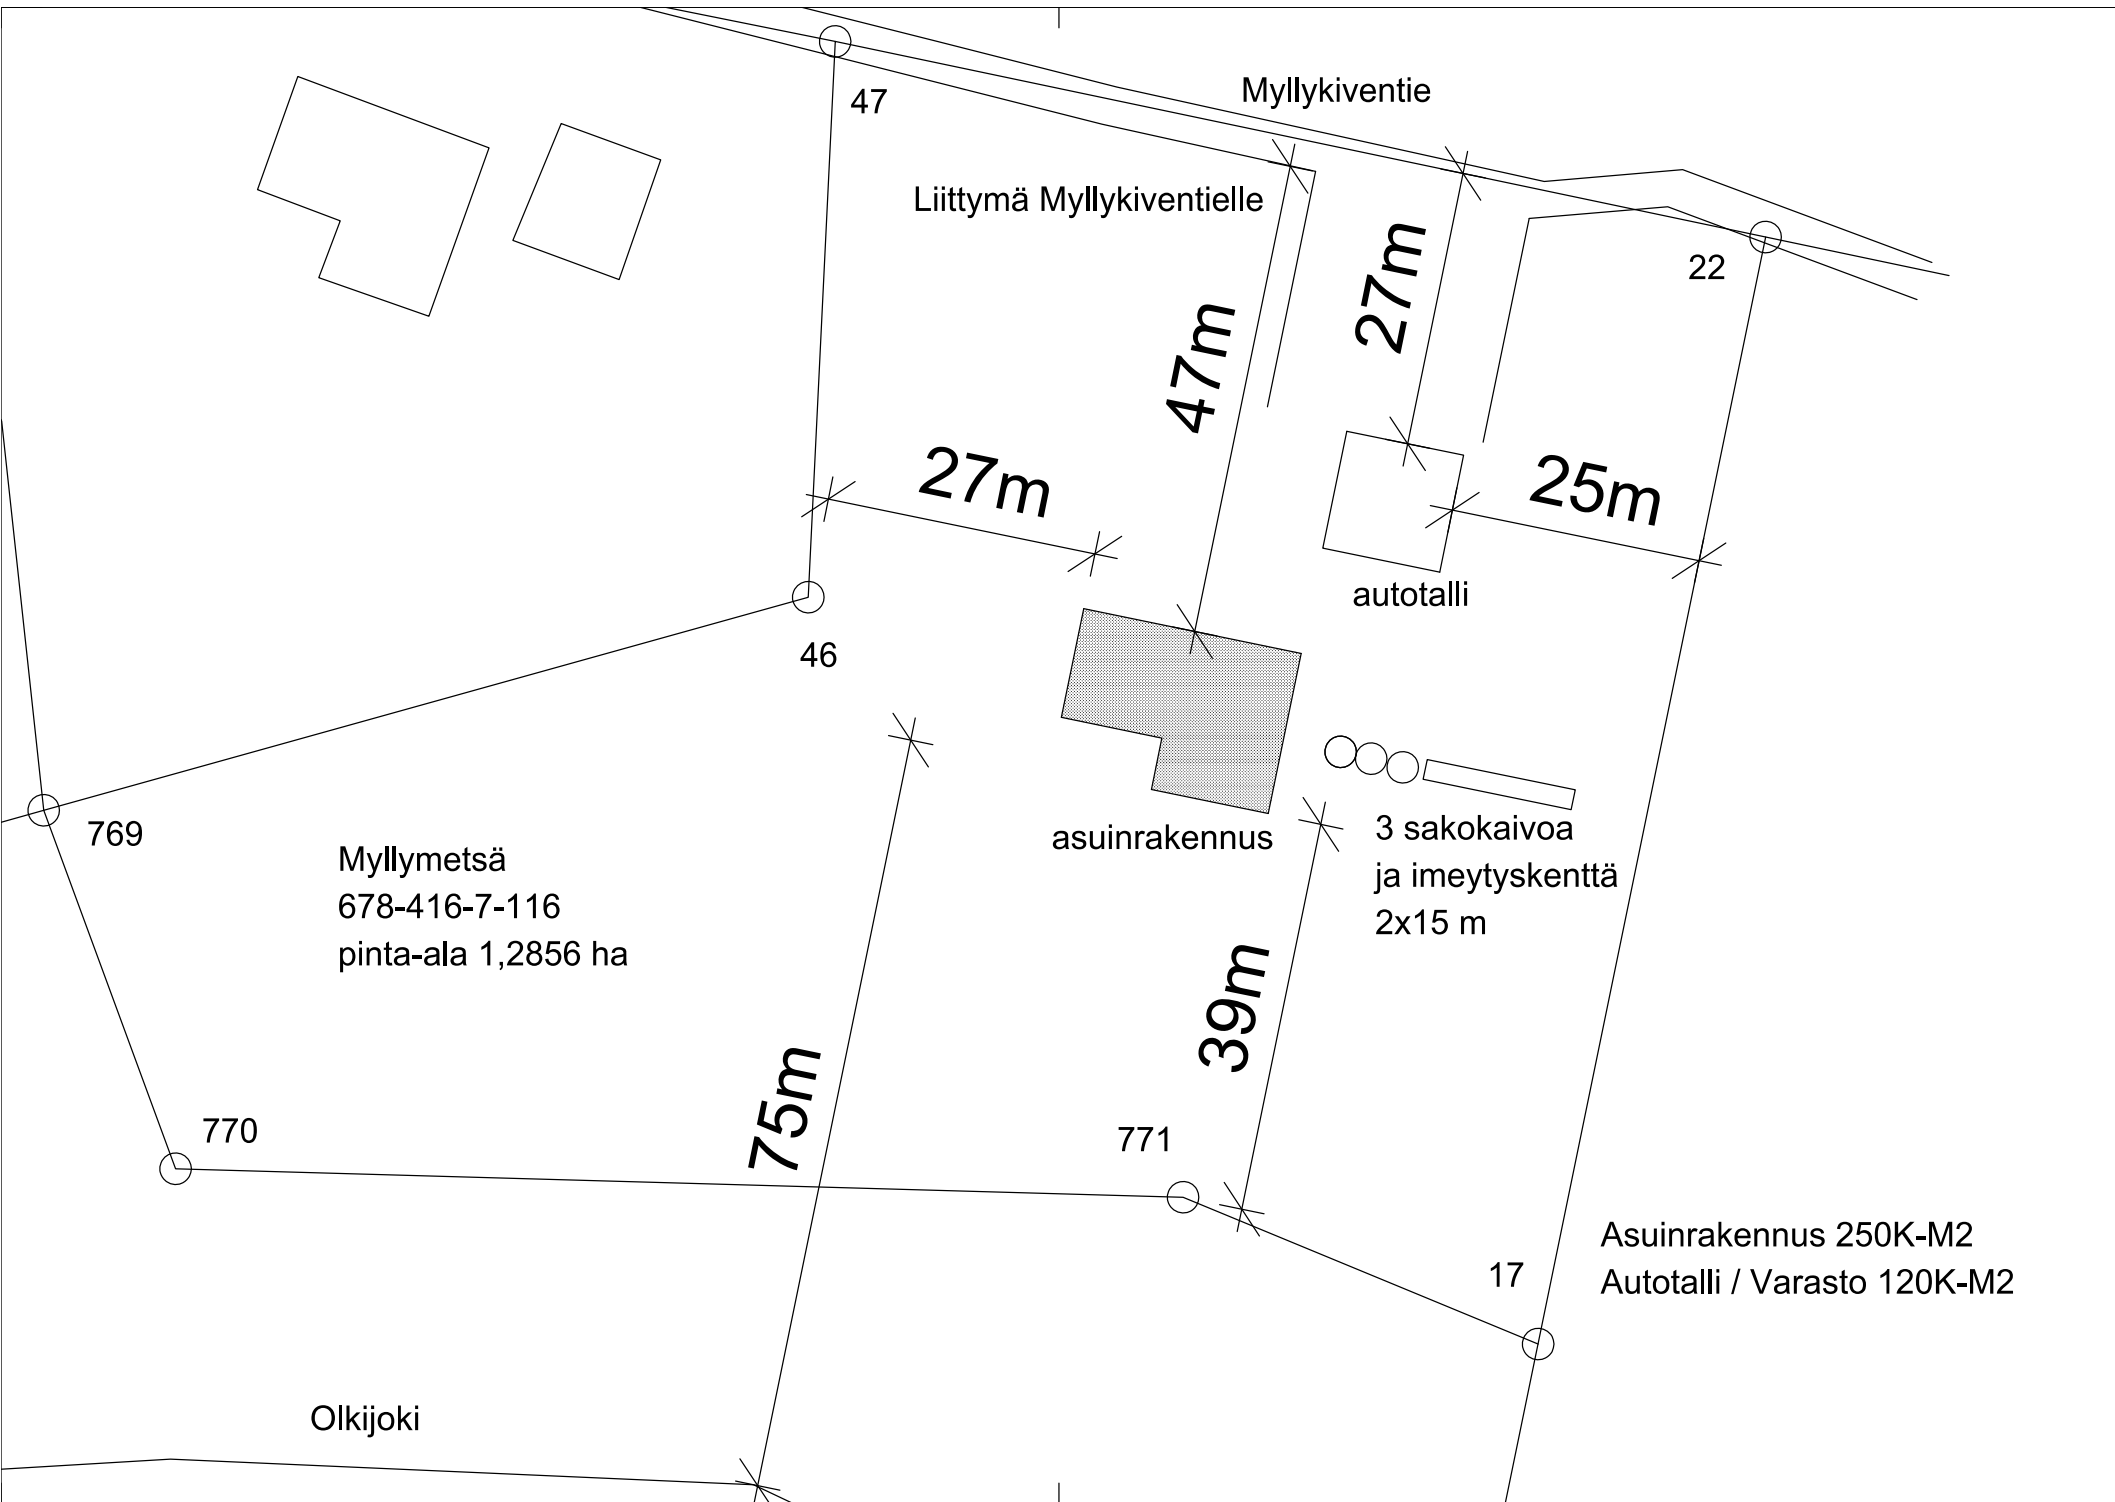 Myllykiventie
47
Liittymä Myllykiventielle
22
27m
47m
27m
25m
autotalli
46
769
asuinrakennus
3 sakokaivoa
ja imeytyskenttä
2x15 m
Myllymetsä
678-416-7-116
pinta-ala 1,2856 ha
39m
75m
770
771
17
Asuinrakennus 250K-M2
Autotalli / Varasto 120K-M2
Olkijoki